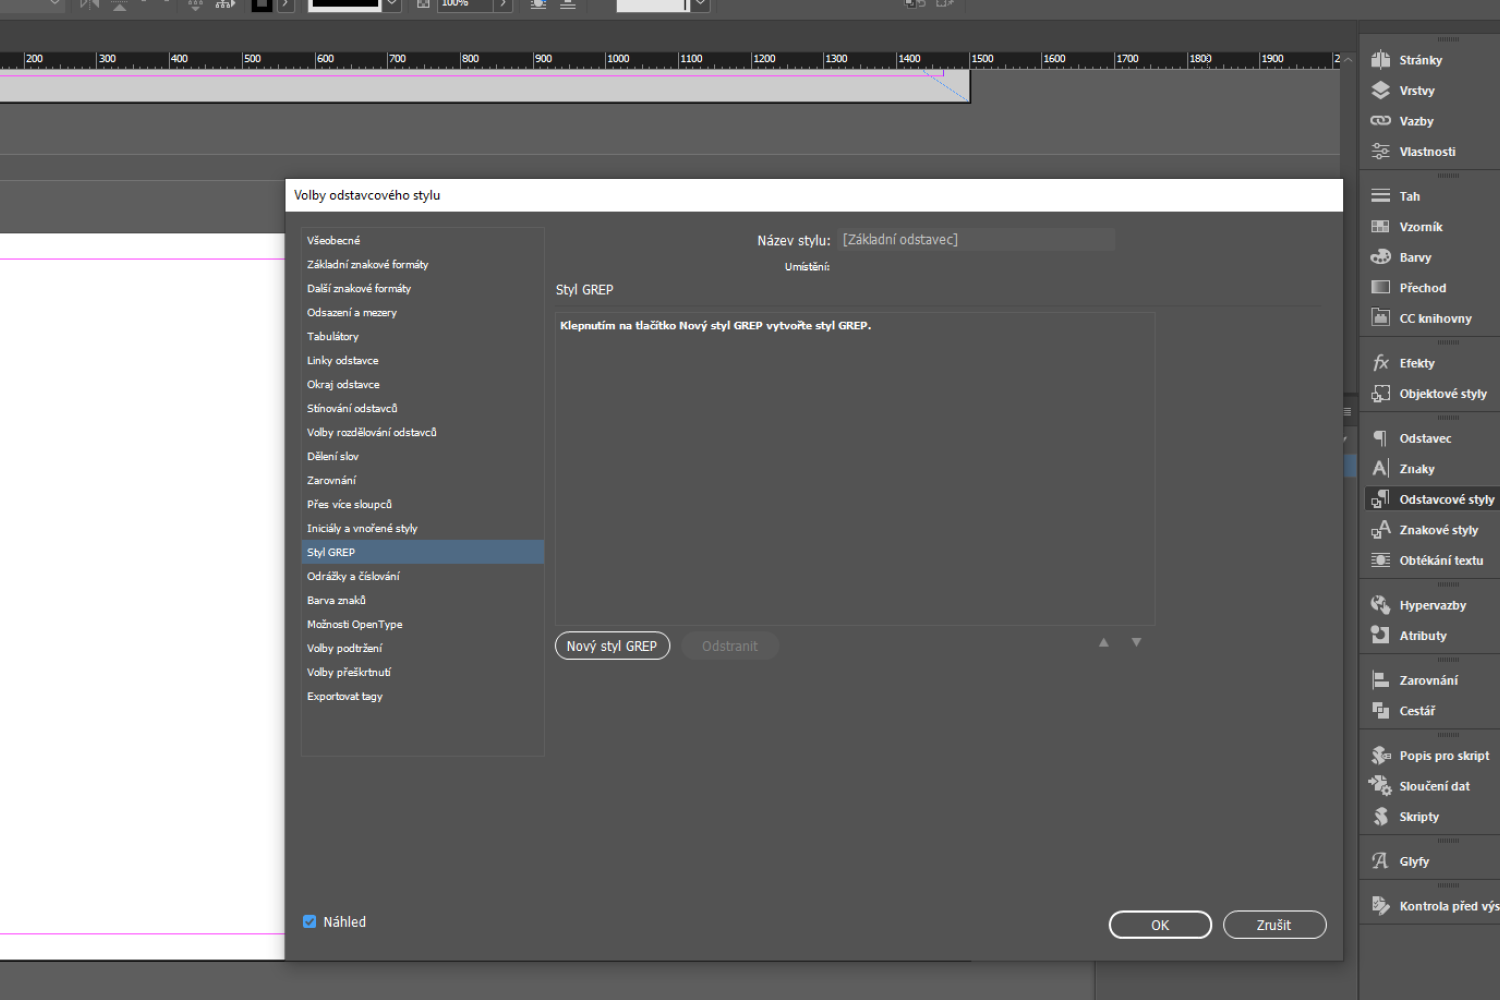 100%
200 300 400 500 600 700 800 900 1000 1100 1200 1300 1400 1500 1600 1700 1800 1900 2
Volby odstavcového stylu
Všeobecné
Základní znakové formáty
Další znakové formáty
Odsazení a mezery
Tabulátory
Linky odstavce
Okraj odstavce
Stínování odstavců
Volby rozdělování odstavců
Dělení slov
Zarovnání
Přes více sloupců
Iniciály a vnořené styly
Styl GREP
Odrážky a číslování
Barva znaků
Možnosti OpenType
Volby podtržení
Volby přeškrtnutí
Exportovat tagy
Název stylu: [Základní odstavec]
Umístění:
Styl GREP
Klepnutím na tlačítko Nový styl GREP vytvořte styl GREP.
Nový styl GREP
Odstranit
Náhled
OK
Zrušit
Stránky
Vrstvy
Vazby
Vlastnosti
Tah
Vzorník
Barvy
Přechod
CC knihovny
Efekty
Objektové styly
Odstavec
Znaky
Odstavcové styly
Znakové styly
Obtékání textu
Hypervazby
Atributy
Zarovnání
Cestář
Popis pro skript
Sloučení dat
Skripty
Glyfy
Kontrola před výs